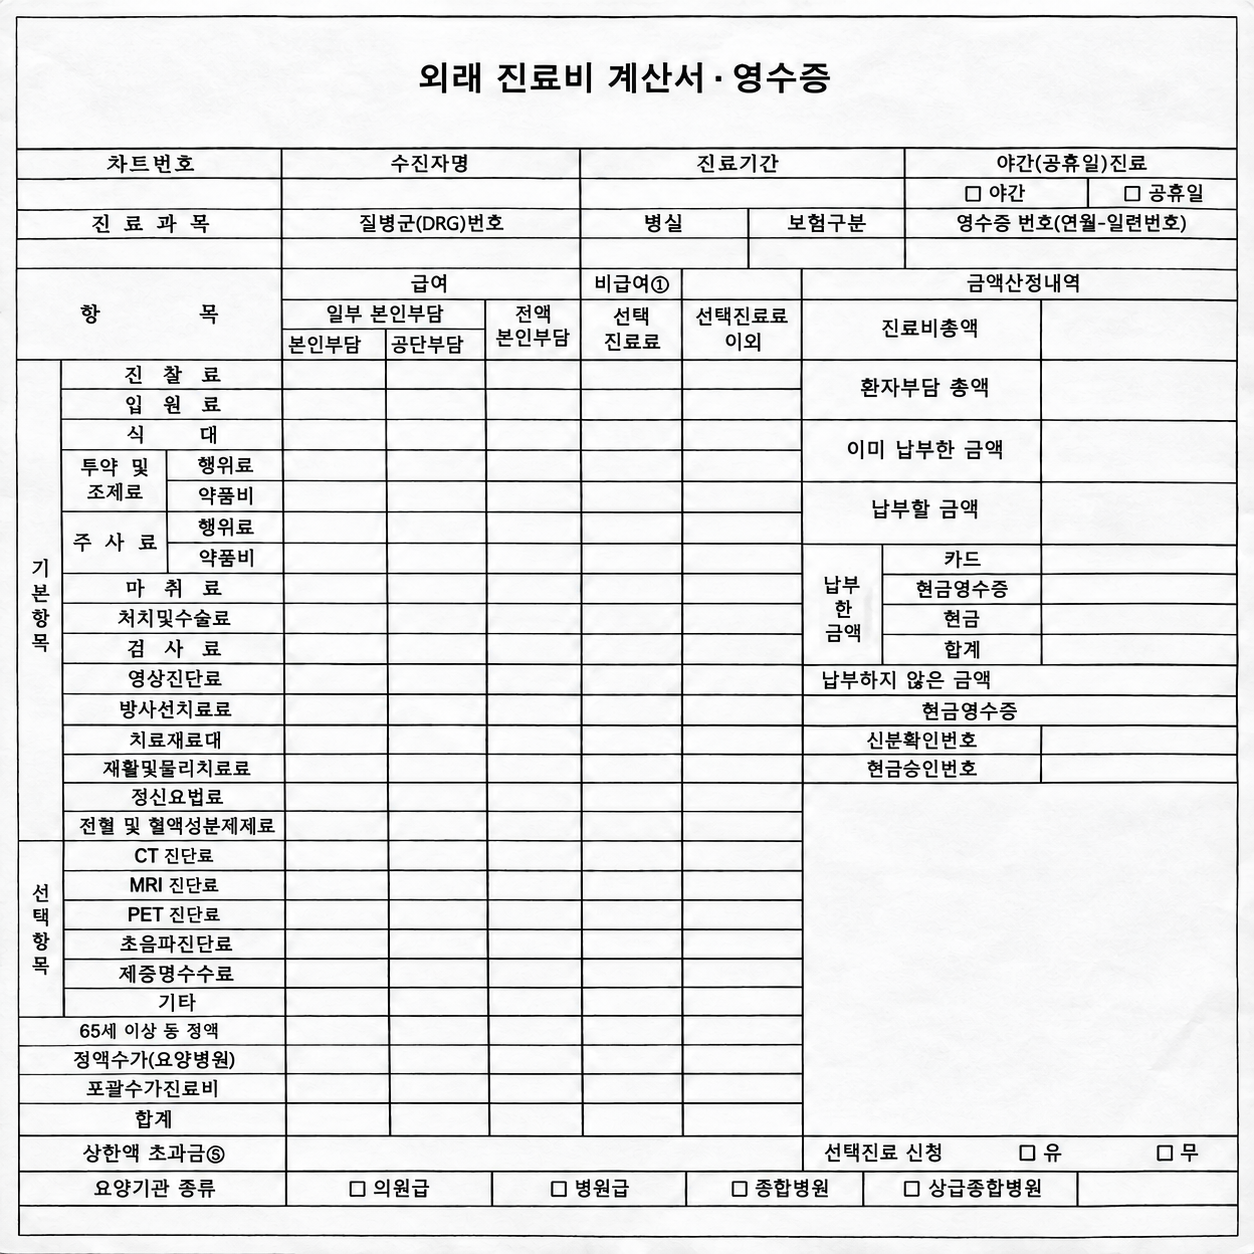 외래 진료비 계산서 · 영수증
차트번호 수진자명 진료기간 야간(공휴일)진료
☐ 야간 ☐ 공휴일
진 료 과 목 질병군(DRG)번호 병실 보험구분 영수증 번호(연월-일련번호)
항 목 급여 비급여① 금액산정내역
일부 본인부담 전액 본인부담 선택 진료료 선택진료료 이외 진료비총액
본인부담 공단부담
기본항목
진 찰 료 환자부담 총액
입 원 료
식 대 이미 납부한 금액
투약 및 조제료 행위료
약품비 납부할 금액
주 사 료 행위료
약품비 납부한 금액 카드
마 취 료 현금영수증
처치및수술료 현금
검 사 료 합계
영상진단료 납부하지 않은 금액
방사선치료료 현금영수증
치료재료대 신분확인번호
재활및물리치료료 현금승인번호
정신요법료
전혈 및 혈액성분제제료
선택항목
CT 진단료
MRI 진단료
PET 진단료
초음파진단료
제증명수수료
기타
65세 이상 동 정액
정액수가(요양병원)
포괄수가진료비
합계
상한액 초과금Ⓢ 선택진료 신청 ☐ 유 ☐ 무
요양기관 종류 ☐ 의원급 ☐ 병원급 ☐ 종합병원 ☐ 상급종합병원